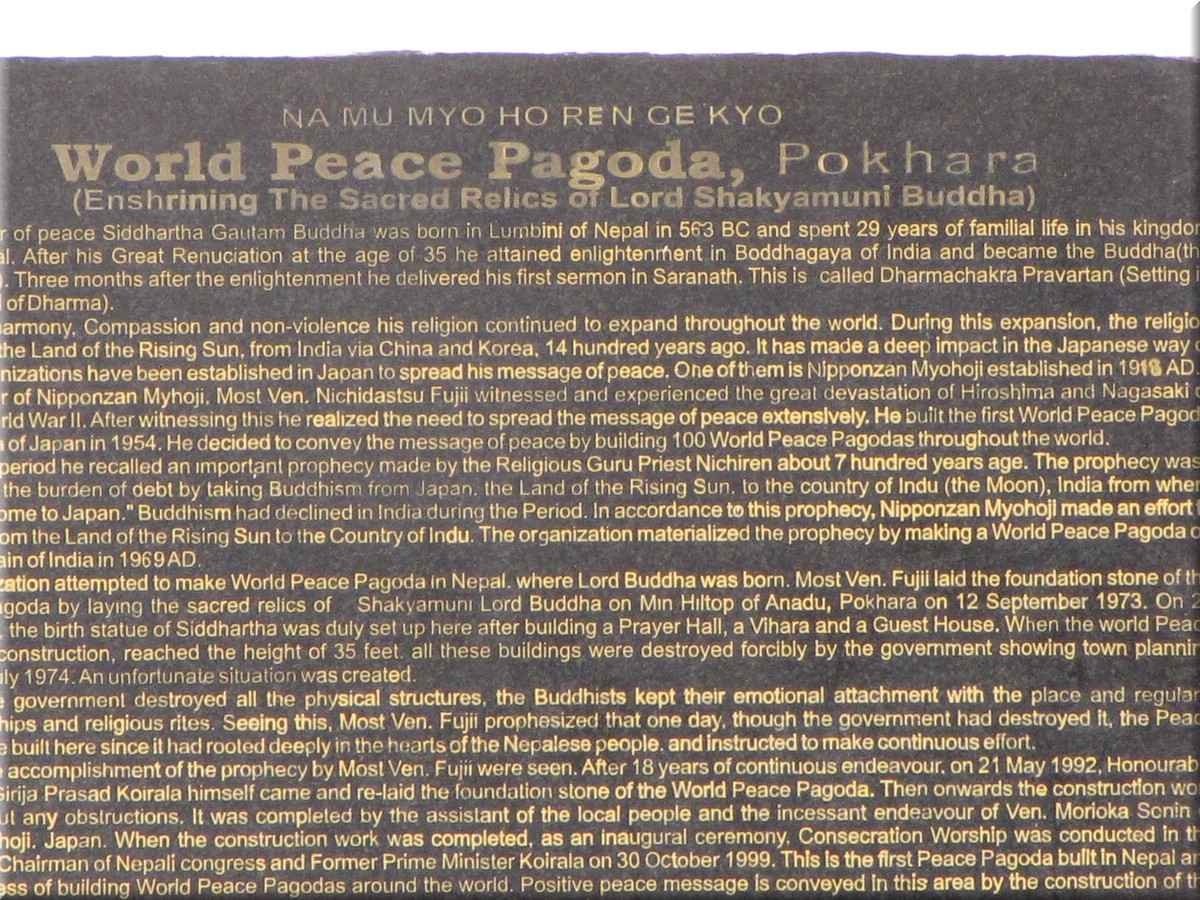 NA MU MYO HO REN GE KYO
World Peace Pagoda, Pokhara
(Enshrining The Sacred Relics of Lord Shakyamuni Buddha)
r of peace Siddhartha Gautam Buddha was born in Lumbini of Nepal in 563 BC and spent 29 years of familial life in his kingdo
al. After his Great Renuciation at the age of 35 he attained enlightenment in Boddhagaya of India and became the Buddha(th
). Three months after the enlightenment he delivered his first sermon in Saranath. This is called Dharmachakra Pravartan (Setting
l of Dharma).
harmony, Compassion and non-violence his religion continued to expand throughout the world. During this expansion, the religio
the Land of the Rising Sun, from India via China and Korea, 14 hundred years ago. It has made a deep impact in the Japanese way o
nizations have been established in Japan to spread his message of peace. One of them is Nipponzan Myohoji established in 1918 AD.
r of Nipponzan Myhoji, Most Ven. Nichidastsu Fujii witnessed and experienced the great devastation of Hiroshima and Nagasaki
rld War II. After witnessing this he realized the need to spread the message of peace extensively. He built the first World Peace Pagod
of Japan in 1954. He decided to convey the message of peace by building 100 World Peace Pagodas throughout the world.
period he recalled an important prophecy made by the Religious Guru Priest Nichiren about 7 hundred years age. The prophecy was
the burden of debt by taking Buddhism from Japan. the Land of the Rising Sun. to the country of Indu (the Moon), India from wher
ome to Japan." Buddhism had declined in India during the Period. In accordance to this prophecy, Nipponzan Myohoji made an effort
om the Land of the Rising Sun to the Country of Indu. The organization materialized the prophecy by making a World Peace Pagoda o
ain of India in 1969 AD.
zation attempted to make World Peace Pagoda in Nepal. where Lord Buddha was born. Most Ven. Fujii laid the foundation stone of th
agoda by laying the sacred relics of Shakyamuni Lord Buddha on Min Hiltop of Anadu, Pokhara on 12 September 1973. On 2
the birth statue of Siddhartha was duly set up here after building a Prayer Hall, a Vihara and a Guest House. When the world Peac
construction, reached the height of 35 feet. all these buildings were destroyed forcibly by the government showing town plannin
uly 1974. An unfortunate situation was created.
e government destroyed all the physical structures, the Buddhists kept their emotional attachment with the place and regular
hips and religious rites. Seeing this, Most Ven. Fujii prophesized that one day, though the government had destroyed it, the Peac
e built here since it had rooted deeply in the hearts of the Nepalese people. and instructed to make continuous effort.
e accomplishment of the prophecy by Most Ven. Fujii were seen. After 18 years of continuous endeavour, on 21 May 1992, Honourab
Girija Prasad Koirala himself came and re-laid the foundation stone of the World Peace Pagoda. Then onwards the construction wo
ut any obstructions. It was completed by the assistant of the local people and the incessant endeavour of Ven. Morioka Sonin
hoji. Japan. When the construction work was completed, as an inaugural ceremony, Consecration Worship was conducted in th
Chairman of Nepali congress and Former Prime Minister Koirala on 30 October 1999. This is the first Peace Pagoda built in Nepal an
ess of building World Peace Pagodas around the world. Positive peace message is conveyed in this area by the construction of th